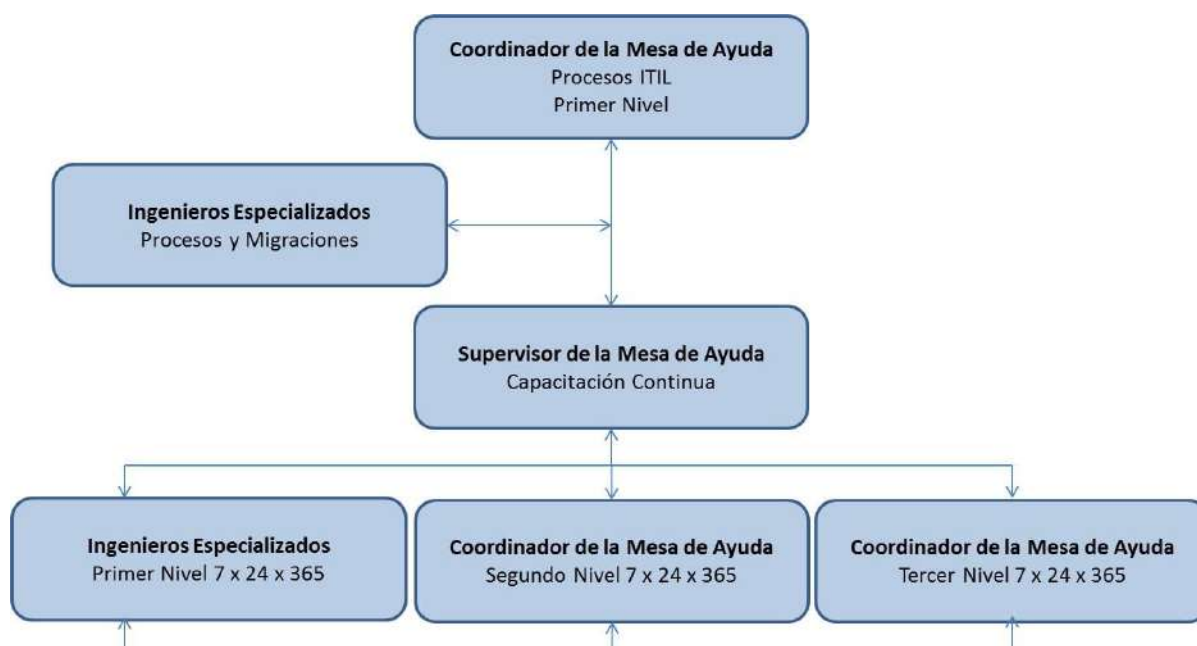 Coordinador de la Mesa de Ayuda
Procesos ITIL
Primer Nivel
Ingenieros Especializados
Procesos y Migraciones
Supervisor de la Mesa de Ayuda
Capacitación Continua
Ingenieros Especializados
Primer Nivel 7 x 24 x 365
Coordinador de la Mesa de Ayuda
Segundo Nivel 7 x 24 x 365
Coordinador de la Mesa de Ayuda
Tercer Nivel 7 x 24 x 365